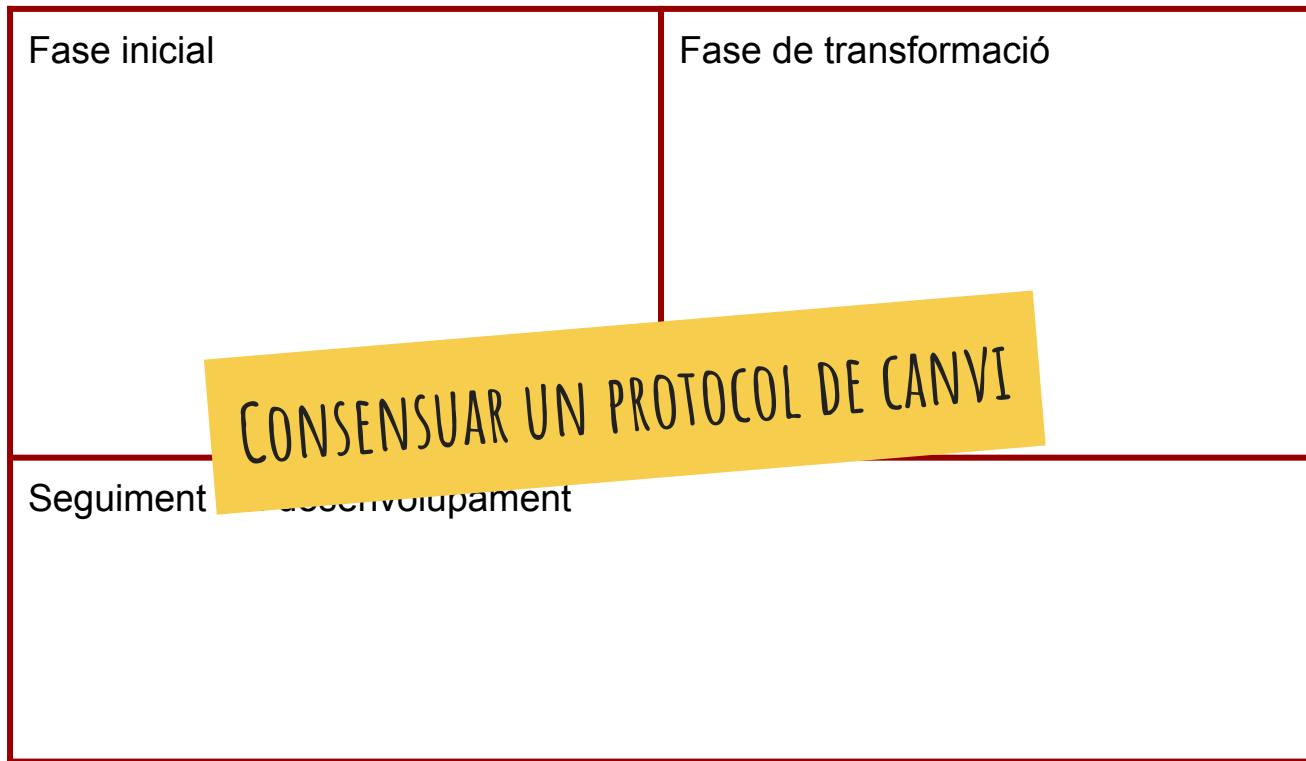 Fase inicial
Fase de transformació
CONSENSUAR UN PROTOCOL DE CANVI
Seguiment desenvolupament